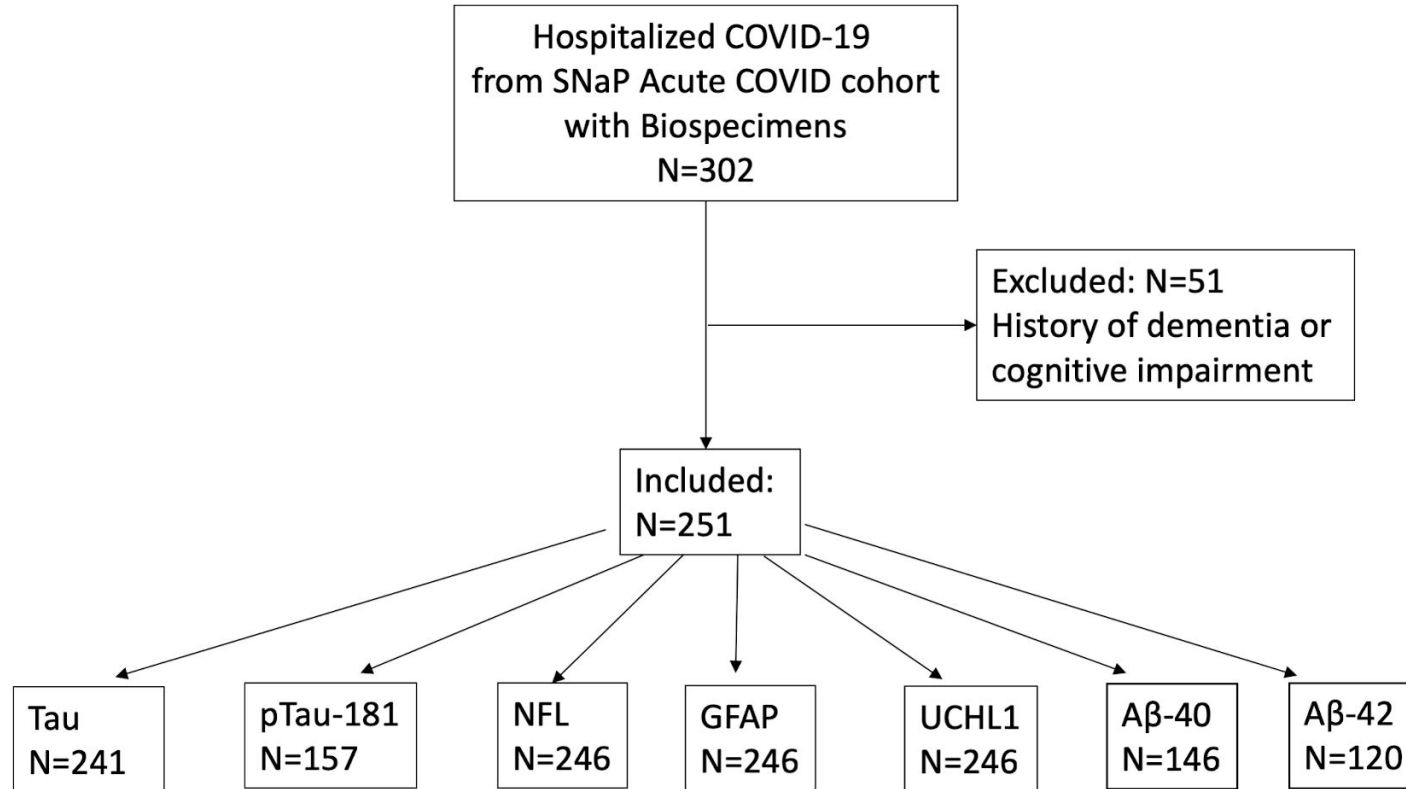 Hospitalized COVID-19
from SNaP Acute COVID cohort
with Biospecimens
N=302
Excluded: N=51
History of dementia or
cognitive impairment
Included:
N=251
Tau
N=241
pTau-181
N=157
NFL
N=246
GFAP
N=246
UCHL1
N=246
Aβ-40
N=146
Aβ-42
N=120